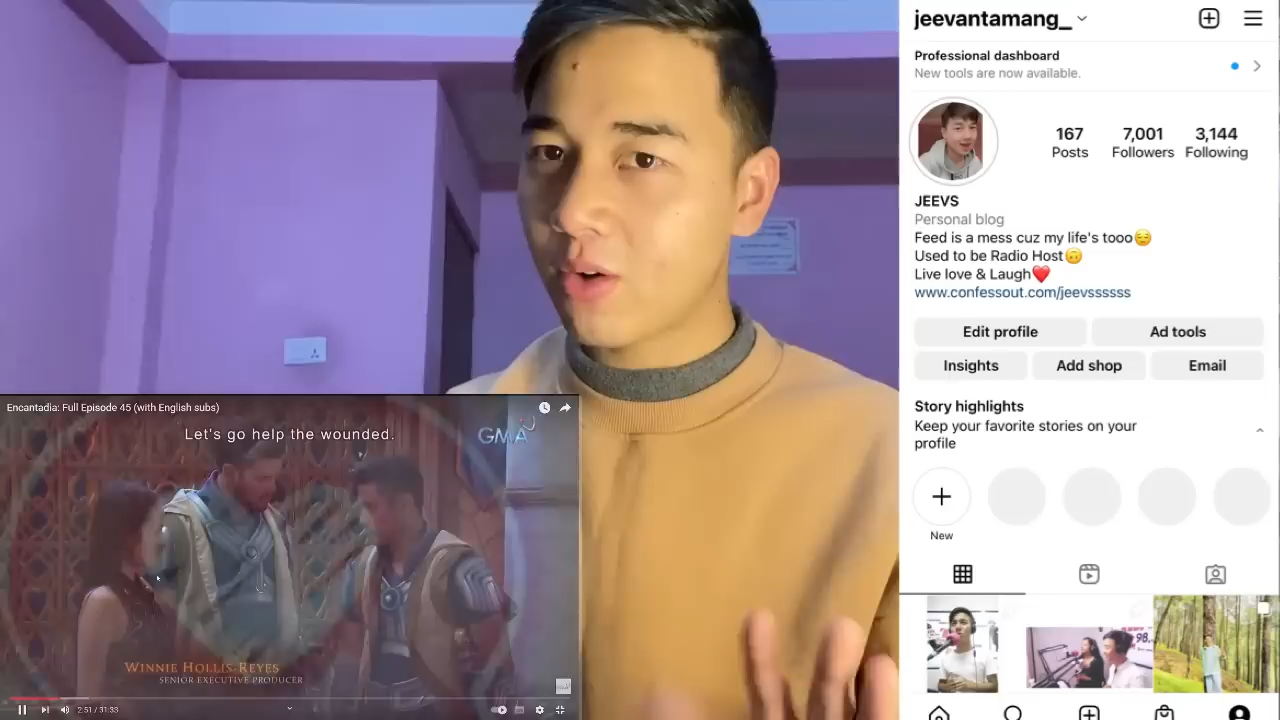 Encantadia: Full Episode 45 (with English subs)
Let's go help the wounded.
GMA
WINNIE HOLLIS-REYES
SENIOR EXECUTIVE PRODUCER
2:51 / 31:33
jeevantamang_
Professional dashboard
New tools are now available.
167 7,001 3,144
Posts Followers Following
JEEVS
Personal blog
Feed is a mess cuz my life's tooo😔
Used to be Radio Host🙃
Live love & Laugh❤️
www.confessout.com/jeevssssss
Edit profile Ad tools
Insights Add shop Email
Story highlights
Keep your favorite stories on your
profile
New
98.